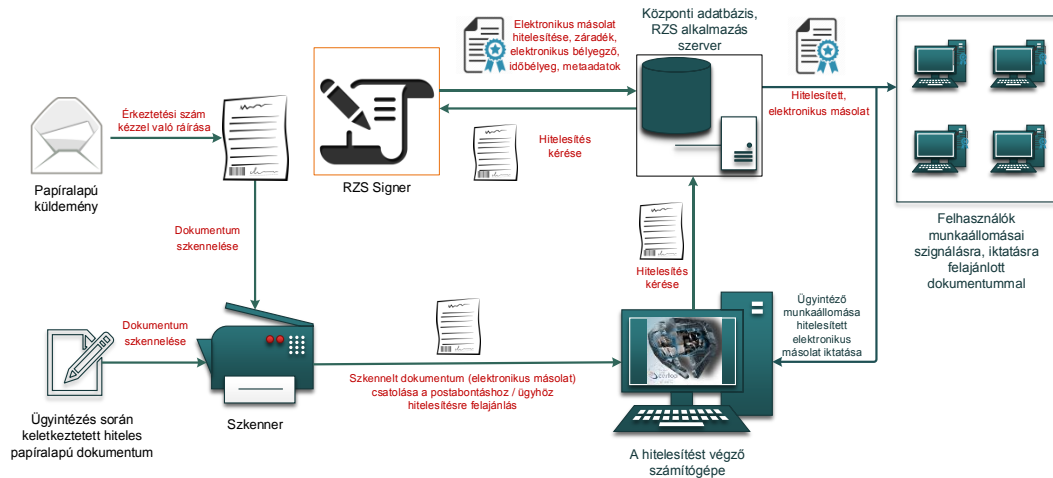 Elektronikus másolat
hitelesítése, záradék,
elektronikus bélyegző,
időbélyeg, metaadatok
Központi adatbázis,
RZS alkalmazás
szerver
Érkeztetési szám
kézzel való ráírása
Hitelesítés
kérése
Hitelesített,
elektronikus másolat
Papíralapú
küldemény
RZS Signer
Dokumentum
szkennelése
Hitelesítés
kérése
Felhasználók
munkaállomásai
szignálásra, iktatásra
felajánlott
dokumentummal
Dokumentum
szkennelése
Ügyintéző
munkaállomása
hitelesített
elektronikus
másolat iktatása
Szkennelt dokumentum (elektronikus másolat)
csatolása a postabontáshoz / ügyhöz
hitelesítésre felajánlás
Ügyintézés során
keletkeztetett hiteles
papíralapú dokumentum
Szkenner
A hitelesítést végző
számítógépe